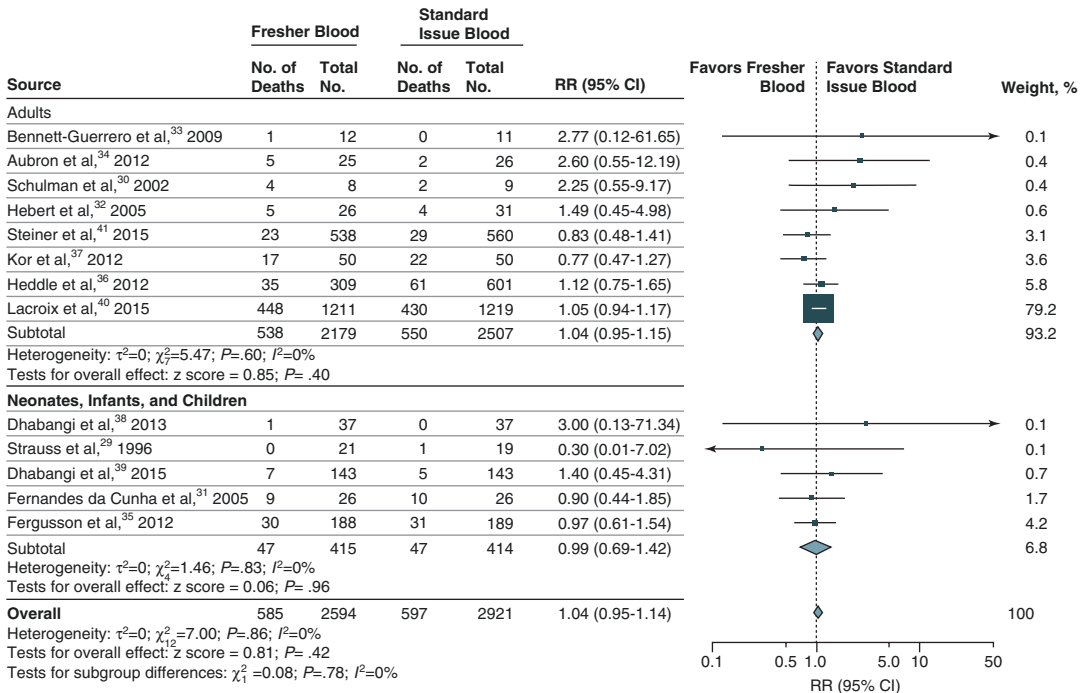 Fresher Blood Standard Issue Blood
Source No. of Deaths Total No. No. of Deaths Total No. RR (95% CI) Favors Fresher Blood Favors Standard Issue Blood Weight, %
Adults
Bennett-Guerrero et al,33 2009 1 12 0 11 2.77 (0.12-61.65) 0.1
Aubron et al,34 2012 5 25 2 26 2.60 (0.55-12.19) 0.4
Schulman et al,30 2002 4 8 2 9 2.25 (0.55-9.17) 0.4
Hebert et al,32 2005 5 26 4 31 1.49 (0.45-4.98) 0.6
Steiner et al,41 2015 23 538 29 560 0.83 (0.48-1.41) 3.1
Kor et al,37 2012 17 50 22 50 0.77 (0.47-1.27) 3.6
Heddle et al,36 2012 35 309 61 601 1.12 (0.75-1.65) 5.8
Lacroix et al,40 2015 448 1211 430 1219 1.05 (0.94-1.17) 79.2
Subtotal 538 2179 550 2507 1.04 (0.95-1.15) 93.2
Heterogeneity: τ²=0; χ²₇=5.47; P=.60; I²=0%
Tests for overall effect: z score = 0.85; P= .40
Neonates, Infants, and Children
Dhabangi et al,38 2013 1 37 0 37 3.00 (0.13-71.34) 0.1
Strauss et al,29 1996 0 21 1 19 0.30 (0.01-7.02) 0.1
Dhabangi et al,39 2015 7 143 5 143 1.40 (0.45-4.31) 0.7
Fernandes da Cunha et al,31 2005 9 26 10 26 0.90 (0.44-1.85) 1.7
Fergusson et al,35 2012 30 188 31 189 0.97 (0.61-1.54) 4.2
Subtotal 47 415 47 414 0.99 (0.69-1.42) 6.8
Heterogeneity: τ²=0; χ²₄=1.46; P=.83; I²=0%
Tests for overall effect: z score = 0.06; P= .96
Overall 585 2594 597 2921 1.04 (0.95-1.14) 100
Heterogeneity: τ²=0; χ²₁₂=7.00; P=.86; I²=0%
Tests for overall effect: z score = 0.81; P= .42
Tests for subgroup differences: χ²₁ =0.08; P=.78; I²=0%
0.1 0.5 1.0 5.0 10 50
RR (95% CI)